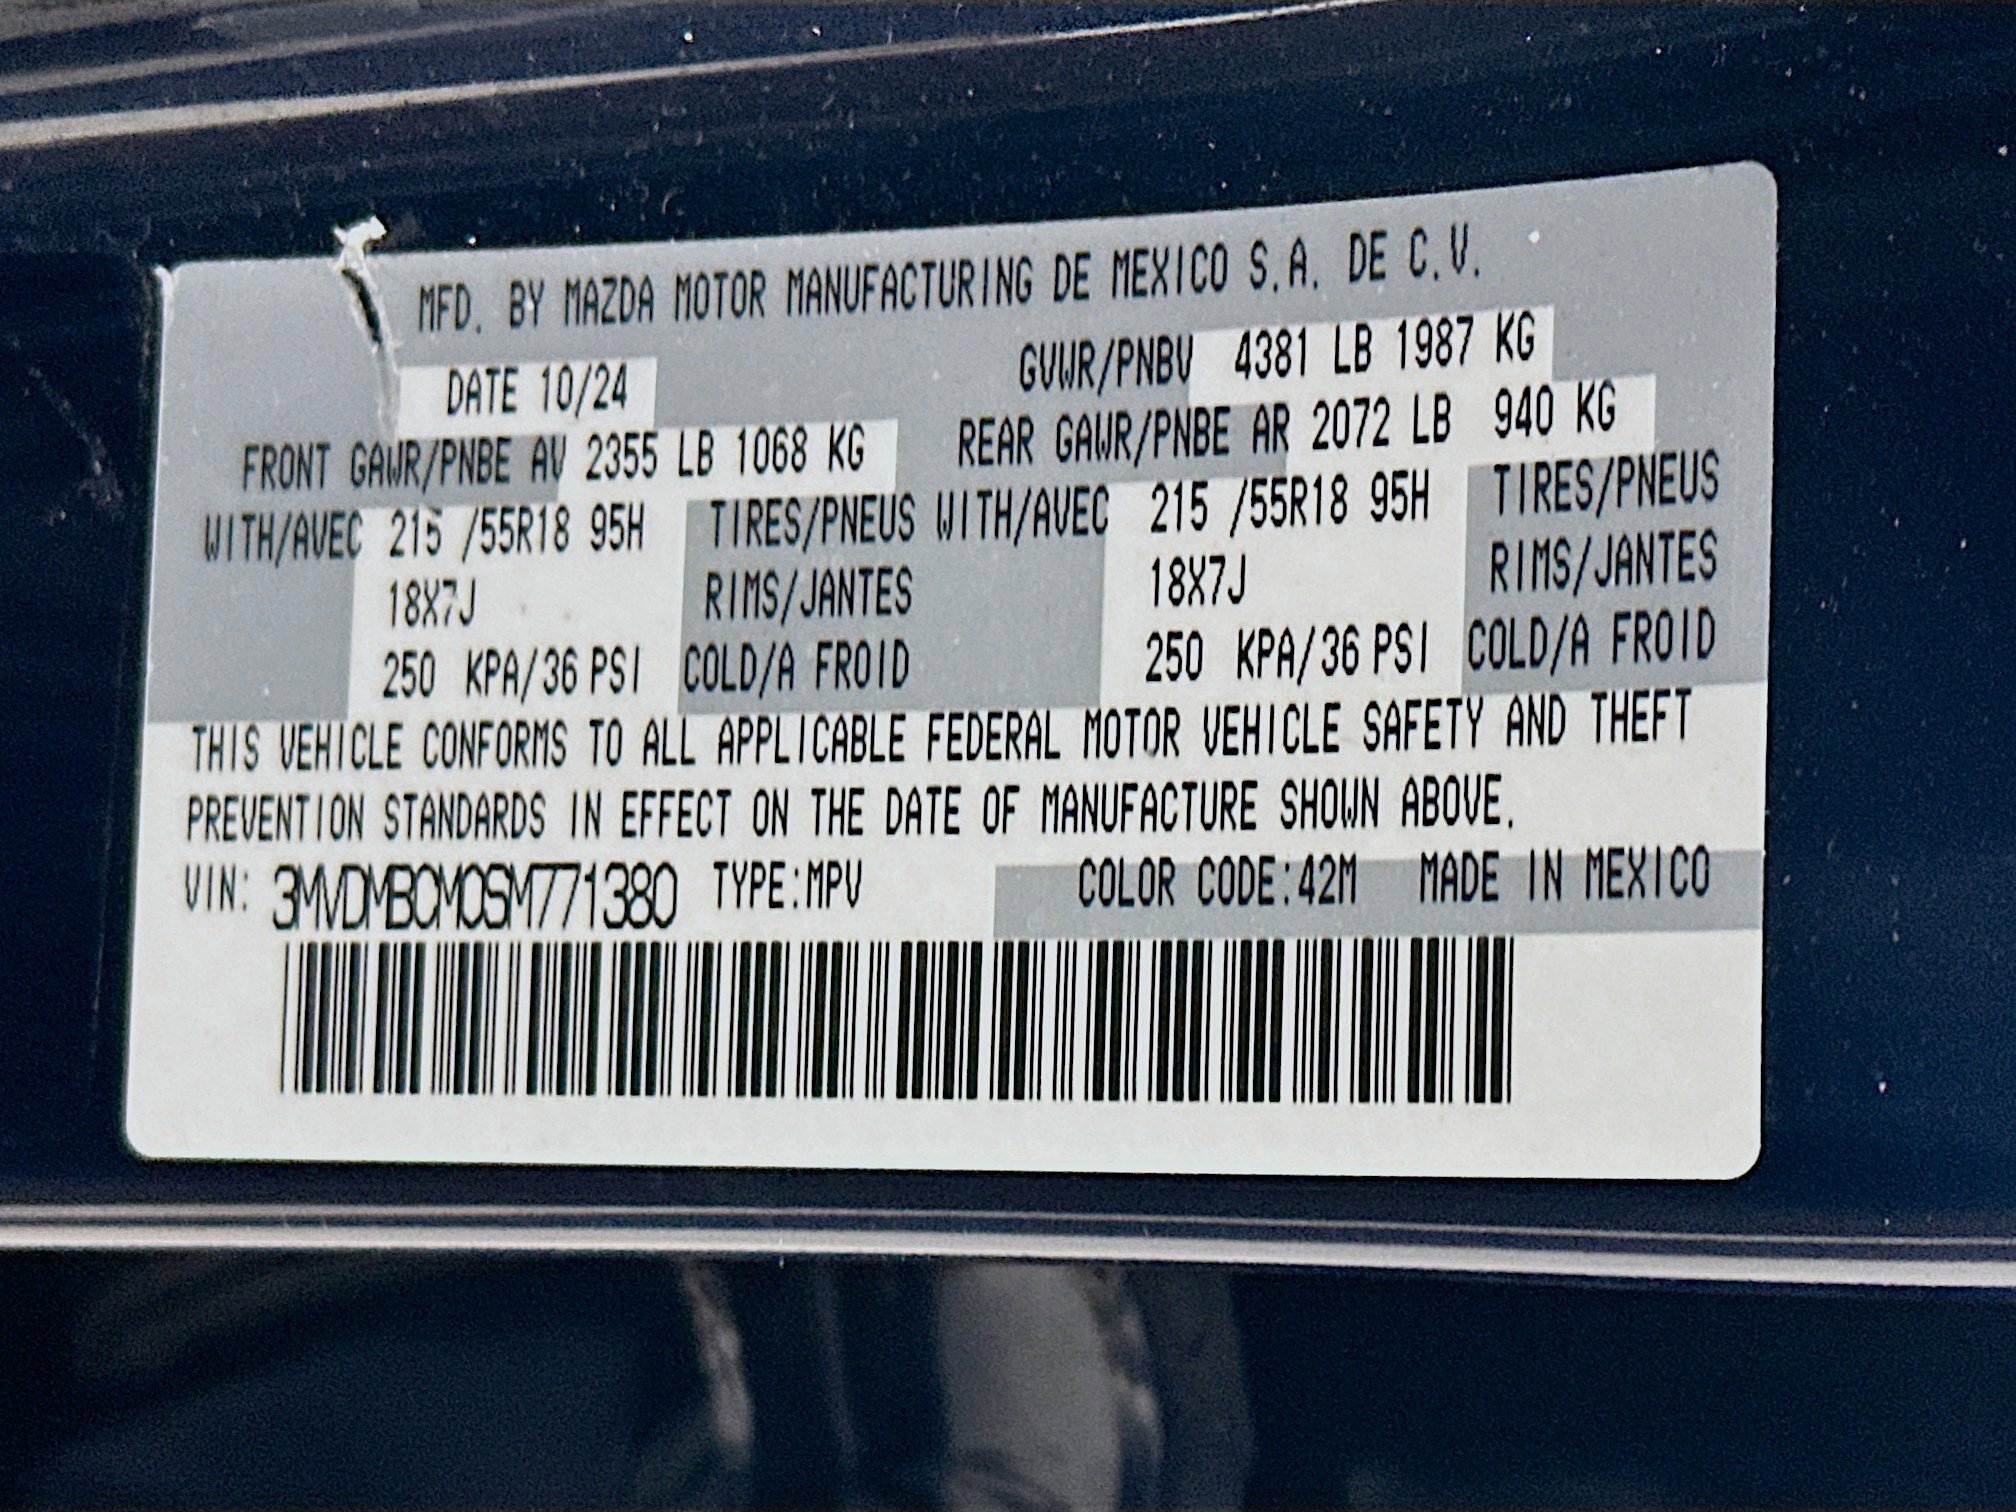 MFD. BY MAZDA MOTOR MANUFACTURING DE MEXICO S.A. DE C.V.
DATE 10/24 GVWR/PNBV 4381 LB 1987 KG
FRONT GAWR/PNBE AV 2355 LB 1068 KG REAR GAWR/PNBE AR 2072 LB 940 KG
WITH/AVEC 215 /55R18 95H TIRES/PNEUS WITH/AVEC 215 /55R18 95H TIRES/PNEUS
18X7J RIMS/JANTES 18X7J RIMS/JANTES
250 KPA/36 PSI COLD/A FROID 250 KPA/36 PSI COLD/A FROID
THIS VEHICLE CONFORMS TO ALL APPLICABLE FEDERAL MOTOR VEHICLE SAFETY AND THEFT
PREVENTION STANDARDS IN EFFECT ON THE DATE OF MANUFACTURE SHOWN ABOVE.
VIN: 3MVDMBCM0SM771380 TYPE:MPV COLOR CODE:42M MADE IN MEXICO